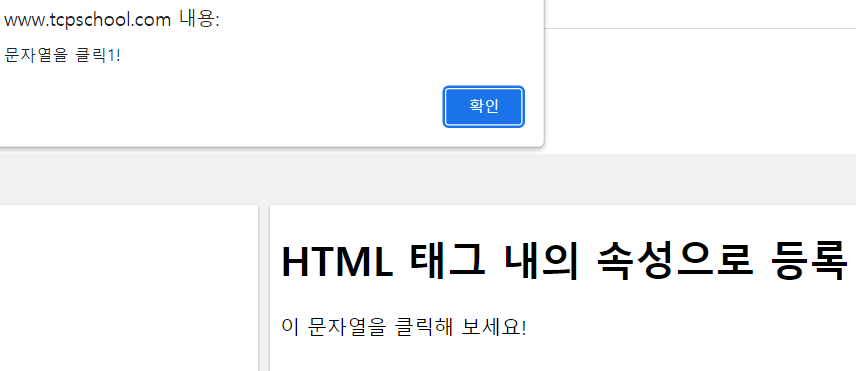 www.tcpschool.com 내용:
문자열을 클릭1!
확인
HTML 태그 내의 속성으로 등록
이 문자열을 클릭해 보세요!